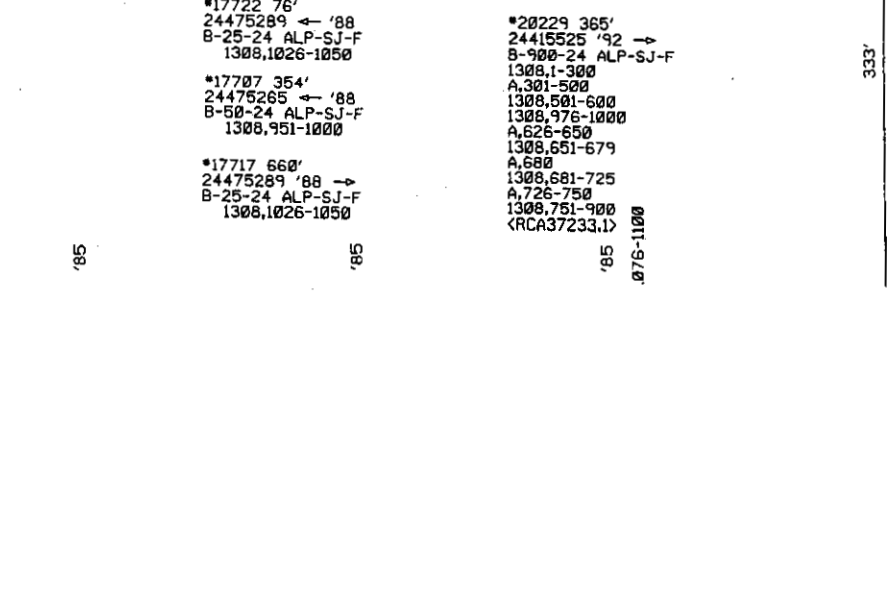 *17722 76'
24475289 <— '88
B-25-24 ALP-SJ-F
1308,1026-1050
*17707 354'
24475265 <— '88
B-50-24 ALP-SJ-F
1308,951-1000
*17717 660'
24475289 '88 —>
B-25-24 ALP-SJ-F
1308,1026-1050
*20229 365'
24415525 '92 —>
B-900-24 ALP-SJ-F
1308,1-300
A,301-500
1308,501-600
1308,976-1000
A,626-650
1308,651-679
A,680
1308,681-725
A,726-750
1308,751-900
<RCA37233.1>
'85
'85
'85
.076-1100
333'